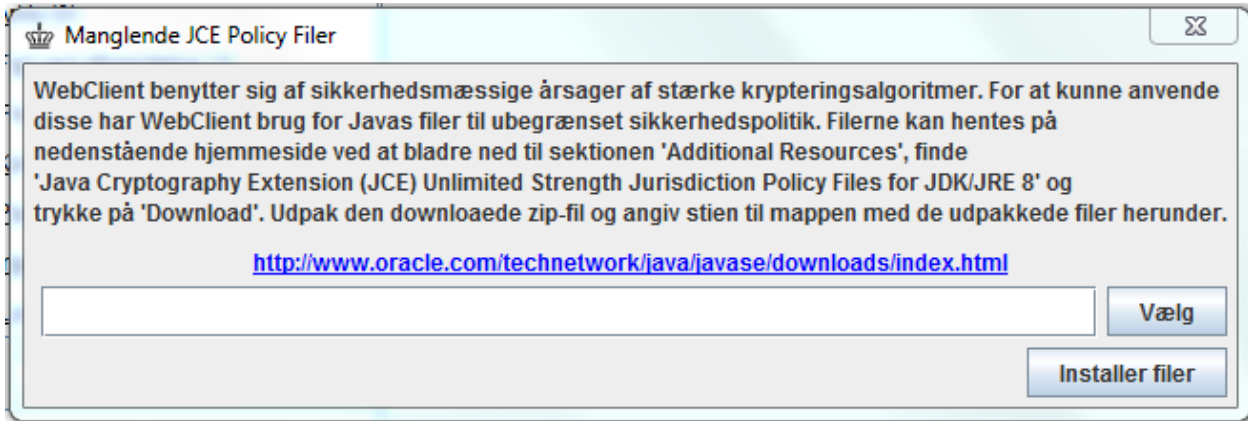 Manglende JCE Policy Filer
WebClient benytter sig af sikkerhedsmæssige årsager af stærke krypteringsalgoritmer. For at kunne anvende
disse har WebClient brug for Javas filer til ubegrænset sikkerhedspolitik. Filerne kan hentes på
nedenstående hjemmeside ved at bladre ned til sektionen 'Additional Resources', finde
'Java Cryptography Extension (JCE) Unlimited Strength Jurisdiction Policy Files for JDK/JRE 8' og
trykke på 'Download'. Udpak den downloaede zip-fil og angiv stien til mappen med de udpakkede filer herunder.
http://www.oracle.com/technetwork/java/javase/downloads/index.html
Vælg
Installer filer